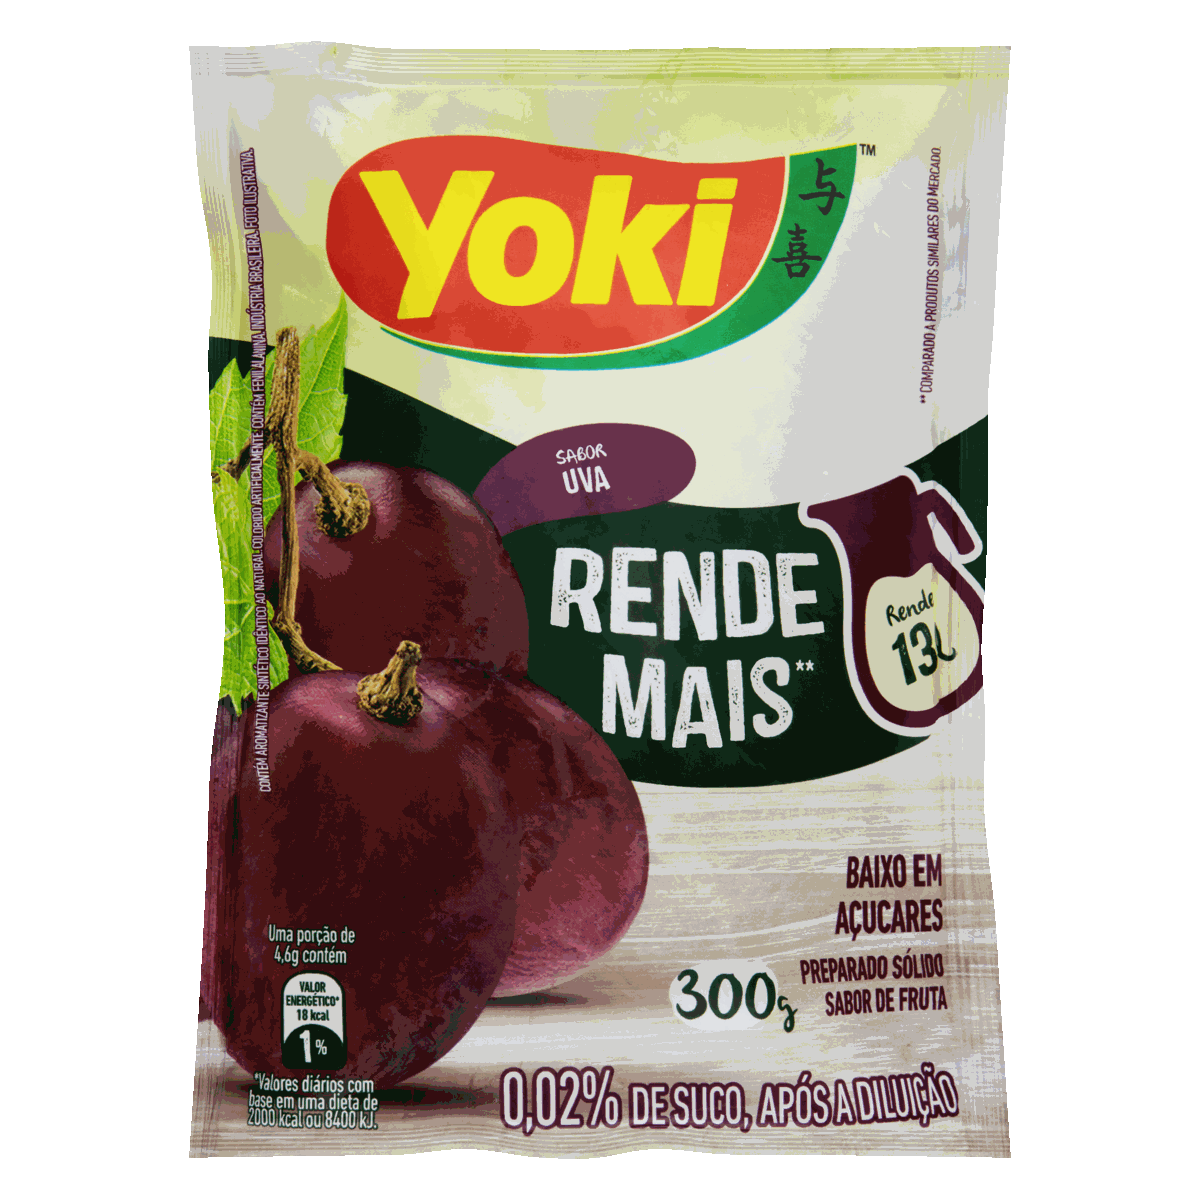 Yoki
TM
与
喜
SABOR
UVA
RENDE
MAIS**
Rende
13L
BAIXO EM
AÇUCARES
PREPARADO SÓLIDO
SABOR DE FRUTA
300g
0,02% DE SUCO, APÓS A DILUIÇÃO
Uma porção de
4,6g contém
VALOR
ENERGÉTICO*
18 kcal
1%
*Valores diários com
base em uma dieta de
2000 kcal ou 8400 kJ.
CONTÉM AROMATIZANTE SINTÉTICO IDÊNTICO AO NATURAL. COLORIDO ARTIFICIALMENTE. CONTÉM FENILALANINA. INDÚSTRIA BRASILEIRA. FOTO ILUSTRATIVA.
**COMPARADO A PRODUTOS SIMILARES DO MERCADO.